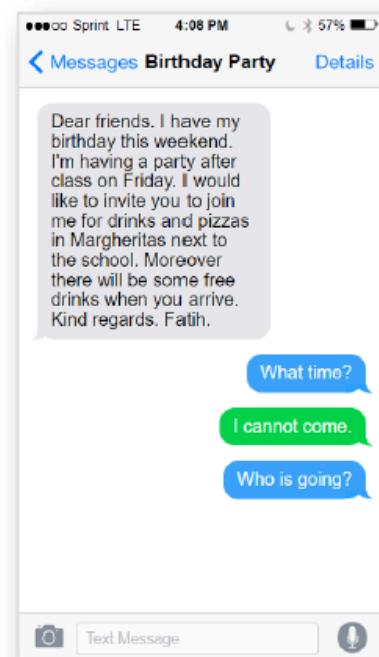 Sprint LTE 4:08 PM 57%
Messages Birthday Party Details
Dear friends. I have my
birthday this weekend.
I'm having a party after
class on Friday. I would
like to invite you to join
me for drinks and pizzas
in Margheritas next to
the school. Moreover
there will be some free
drinks when you arrive.
Kind regards. Fatih.
What time?
I cannot come.
Who is going?
Text Message